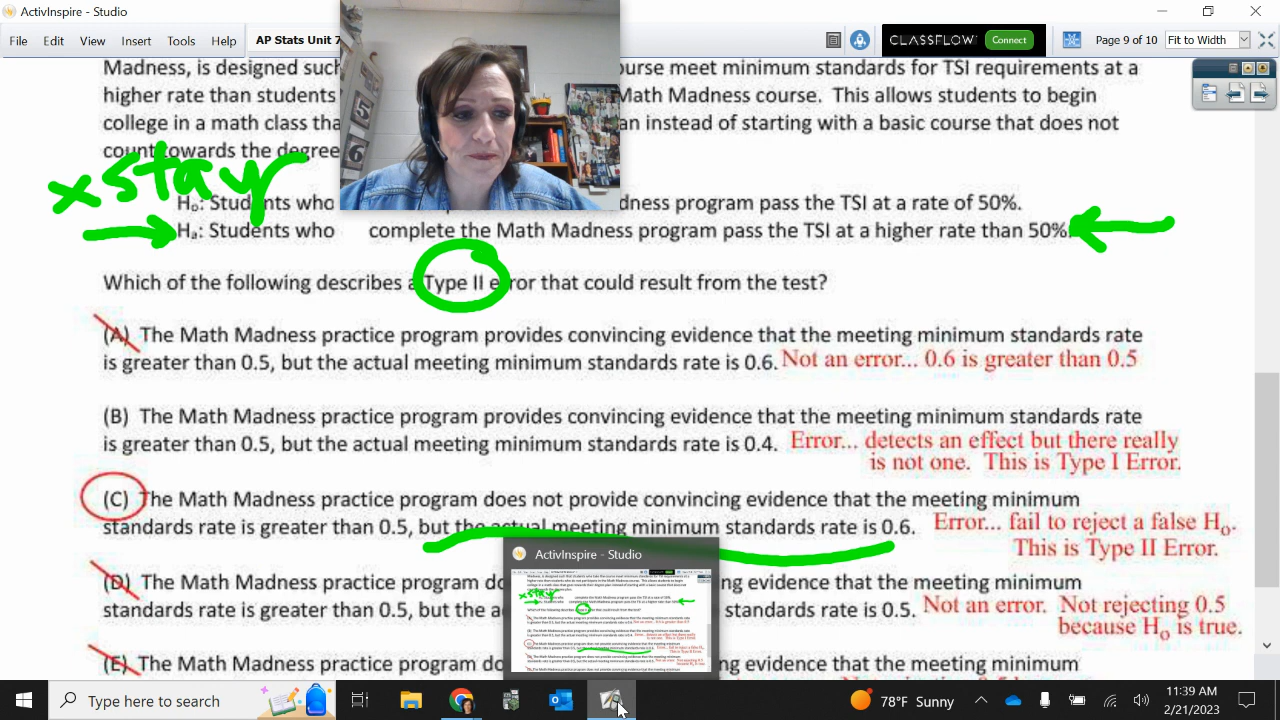 ActivInspire - Studio
File Edit View Insert Tools Help AP Stats Unit 7 CLASSFLOW Connect Page 9 of 10 Fit to Width
Madness, is designed such urse meet minimum standards for TSI requirements at a
higher rate than students Math Madness course. This allows students to begin
college in a math class tha an instead of starting with a basic course that does not
count towards the degree
xstay
H₀: Students who dness program pass the TSI at a rate of 50%.
Hₐ: Students who complete the Math Madness program pass the TSI at a higher rate than 50%.
Which of the following describes a Type II error that could result from the test?
(A) The Math Madness practice program provides convincing evidence that the meeting minimum standards rate
is greater than 0.5, but the actual meeting minimum standards rate is 0.6. Not an error... 0.6 is greater than 0.5
(B) The Math Madness practice program provides convincing evidence that the meeting minimum standards rate
is greater than 0.5, but the actual meeting minimum standards rate is 0.4. Error... detects an effect but there really
is not one. This is Type I Error.
(C) The Math Madness practice program does not provide convincing evidence that the meeting minimum
standards rate is greater than 0.5, but the actual meeting minimum standards rate is 0.6. Error... fail to reject a false H₀.
This is Type II Error.
ActivInspire - Studio
(D) The Math Madness practice program do ng evidence that the meeting minimum
standards rate is greater than 0.5, but the a standards rate is 0.5. Not an error. Not rejecting 0.5
because H₀ is true.
The Math Madness practice program do ng evidence that the meeting minimum
Type here to search 78°F Sunny 11:39 AM
2/21/2023